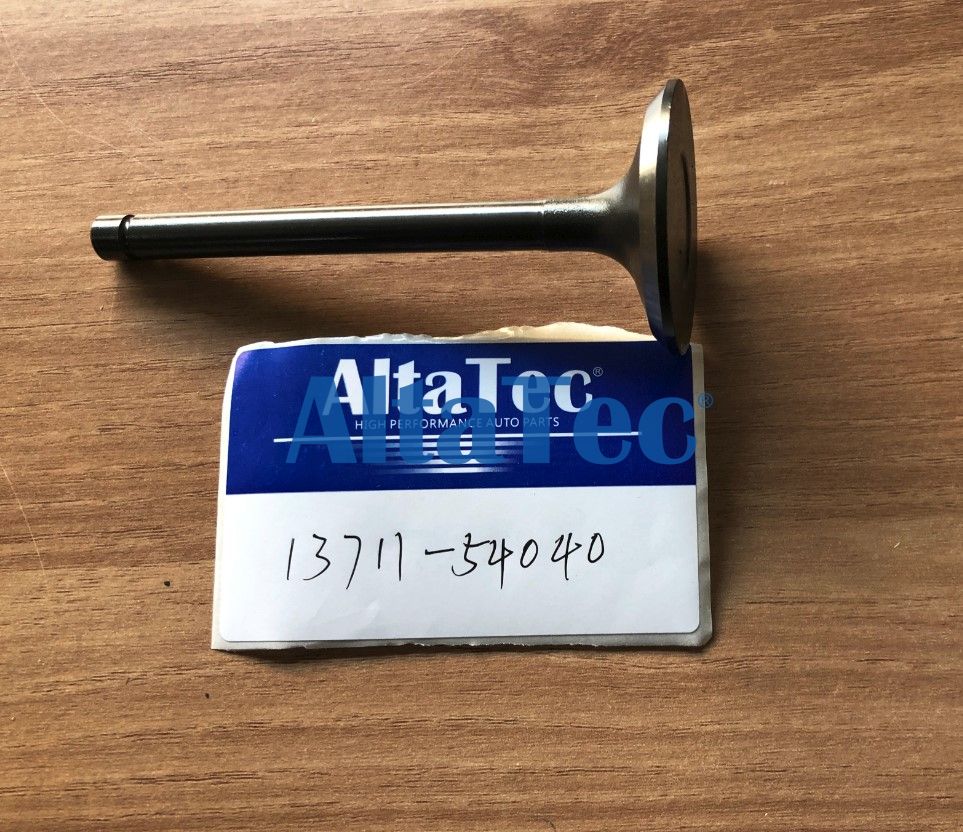 AltaTec®
HIGH PERFORMANCE AUTO PARTS
AltaTec®
13711-54040